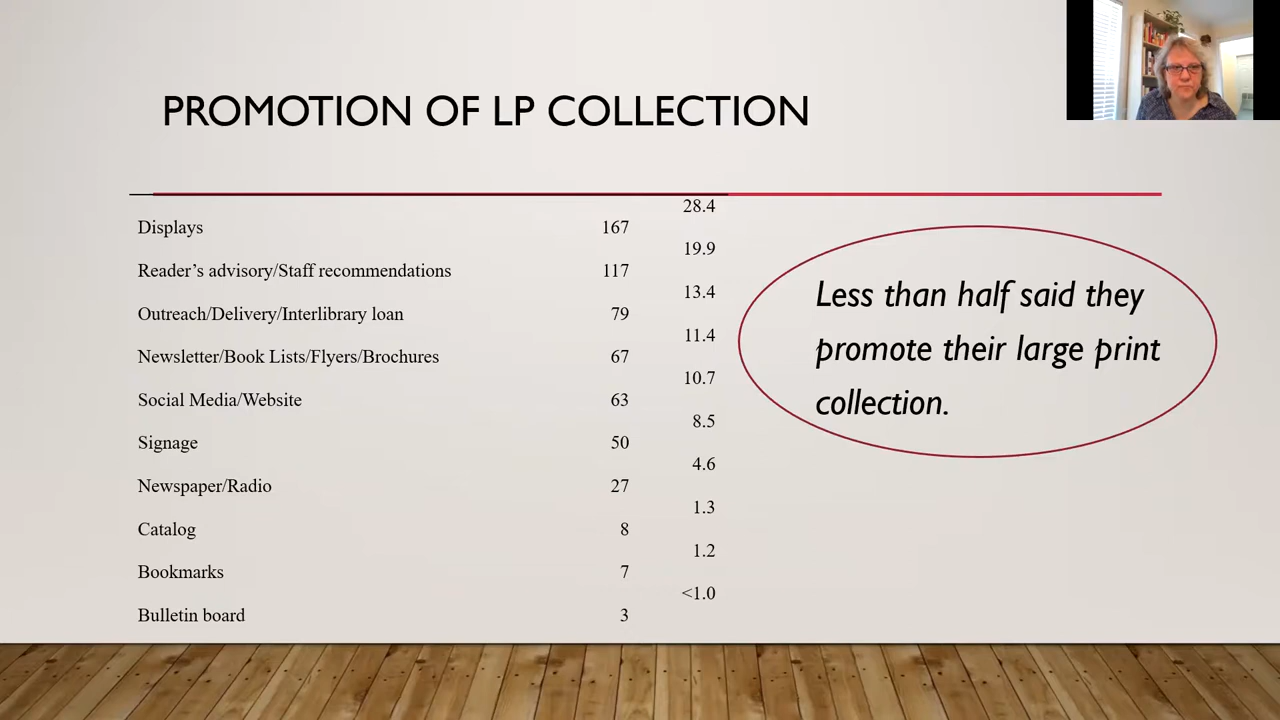 PROMOTION OF LP COLLECTION
28.4
Displays 167
19.9
Reader’s advisory/Staff recommendations 117
13.4
Outreach/Delivery/Interlibrary loan 79
11.4
Newsletter/Book Lists/Flyers/Brochures 67
10.7
Social Media/Website 63
8.5
Signage 50
4.6
Newspaper/Radio 27
1.3
Catalog 8
1.2
Bookmarks 7
<1.0
Bulletin board 3
Less than half said they
promote their large print
collection.